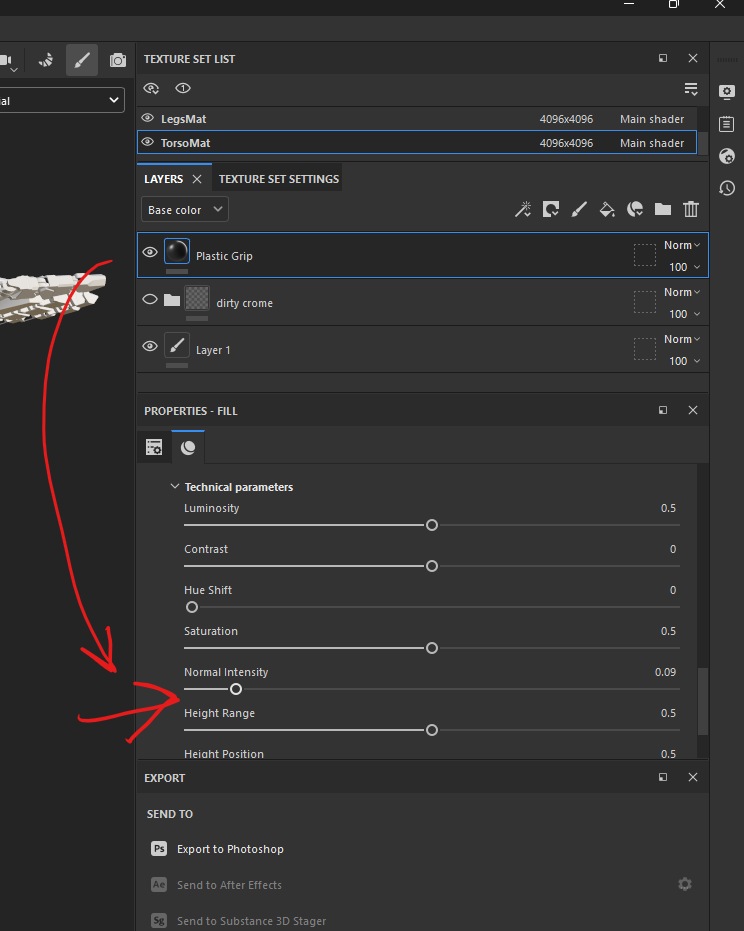 TEXTURE SET LIST
1
ial
LegsMat 4096x4096 Main shader
TorsoMat 4096x4096 Main shader
LAYERS TEXTURE SET SETTINGS
Base color
Plastic Grip Norm
100
dirty crome Norm
100
Layer 1 Norm
100
PROPERTIES - FILL
Technical parameters
Luminosity 0.5
Contrast 0
Hue Shift 0
Saturation 0.5
Normal Intensity 0.09
Height Range 0.5
Height Position 0.5
EXPORT
SEND TO
Ps Export to Photoshop
Ae Send to After Effects
Sg Send to Substance 3D Stager